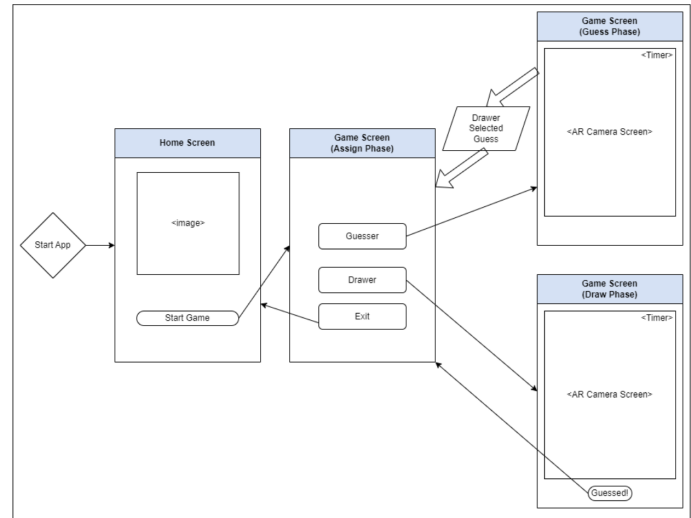 Start App
Home Screen
<image>
Start Game
Game Screen
(Assign Phase)
Guesser
Drawer
Exit
Drawer
Selected
Guess
Game Screen
(Guess Phase)
<Timer>
<AR Camera Screen>
Game Screen
(Draw Phase)
<Timer>
<AR Camera Screen>
Guessed!